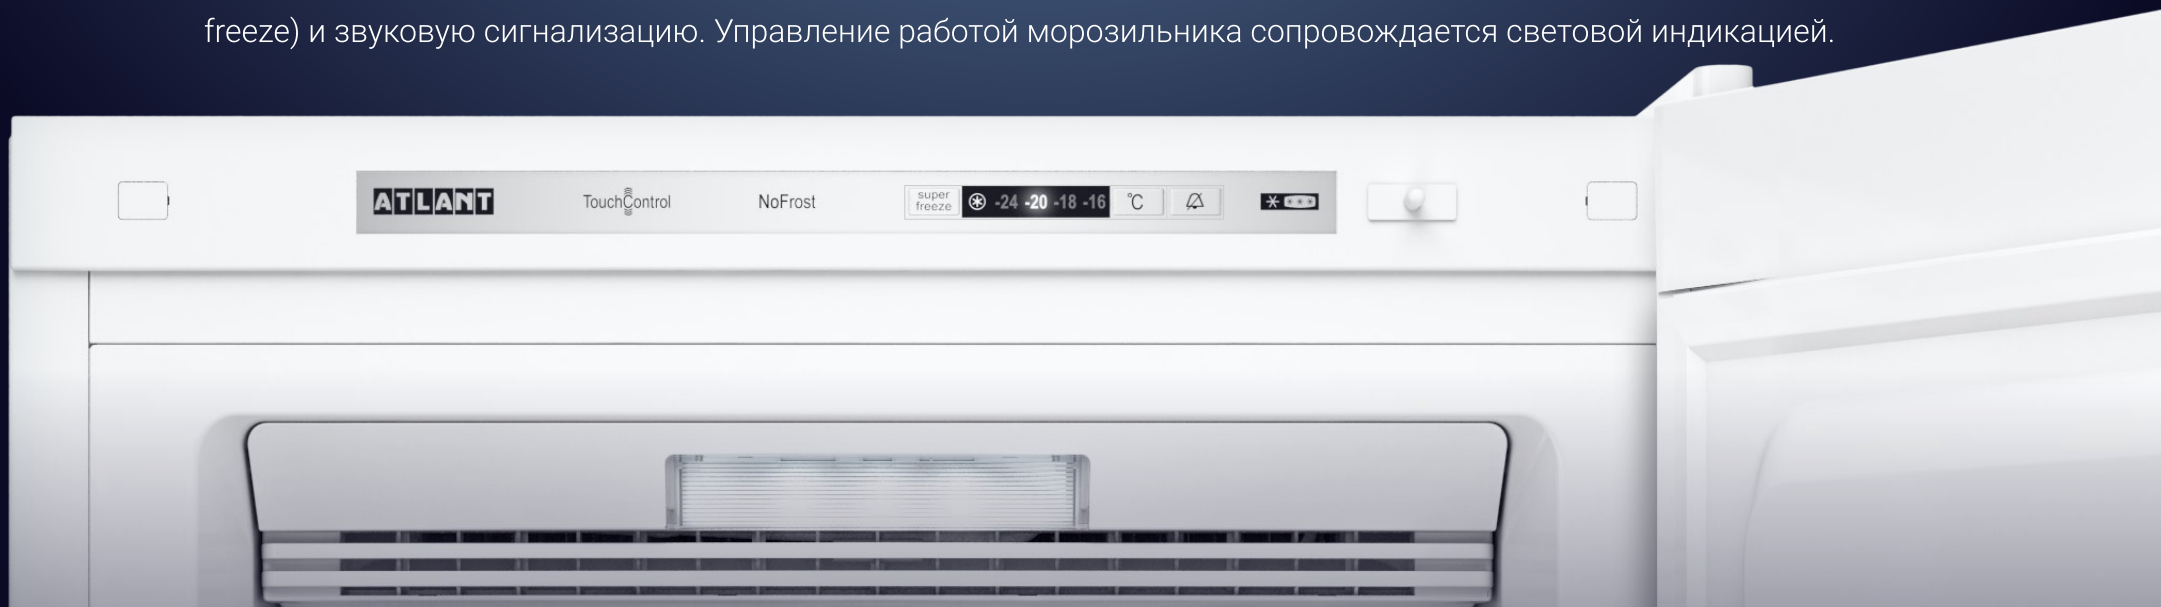 freeze) и звуковую сигнализацию. Управление работой морозильника сопровождается световой индикацией.
ATLANT TouchControl NoFrost super freeze -24 -20 -18 -16 °C